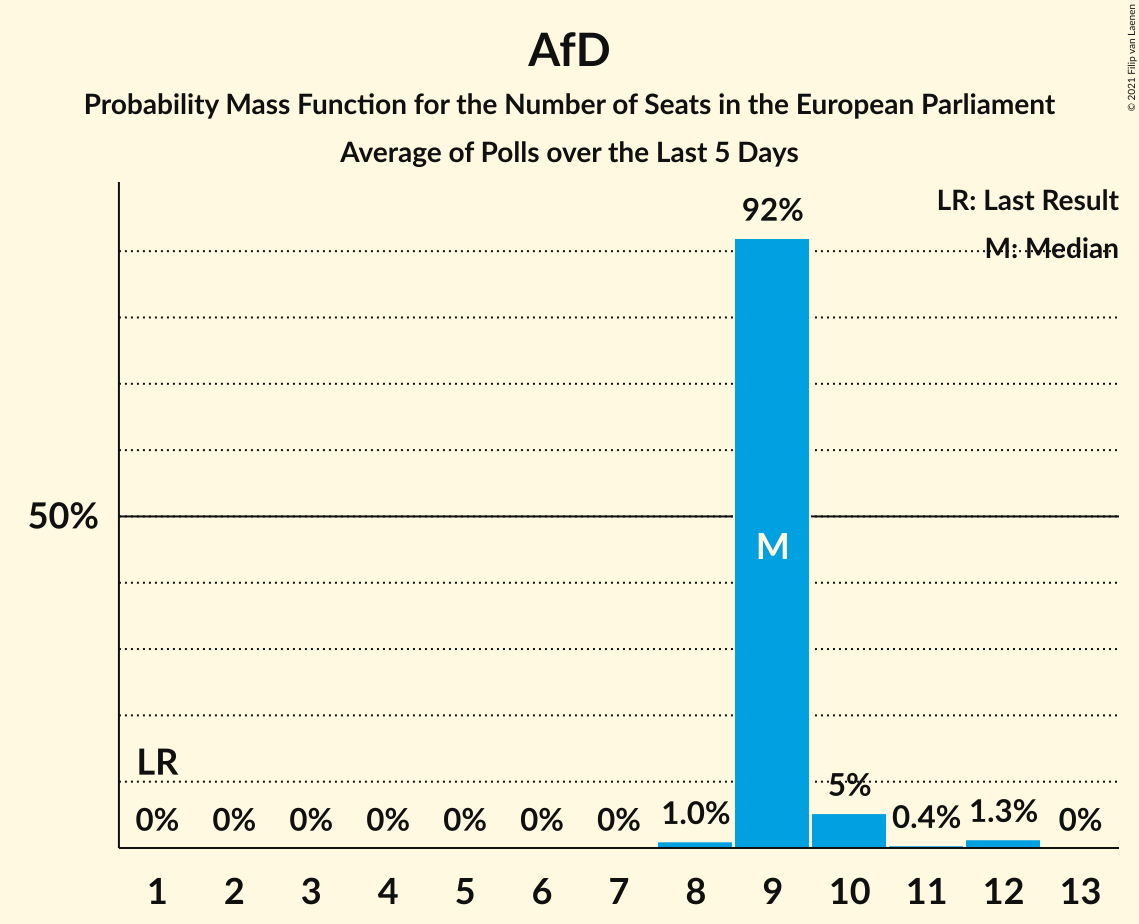 AfD
Probability Mass Function for the Number of Seats in the European Parliament
Average of Polls over the Last 5 Days
© 2021 Filip van Laenen
LR: Last Result
M: Median
92%
50%
M
LR
0% 0% 0% 0% 0% 0% 0% 1.0% 5% 0.4% 1.3% 0%
1 2 3 4 5 6 7 8 9 10 11 12 13